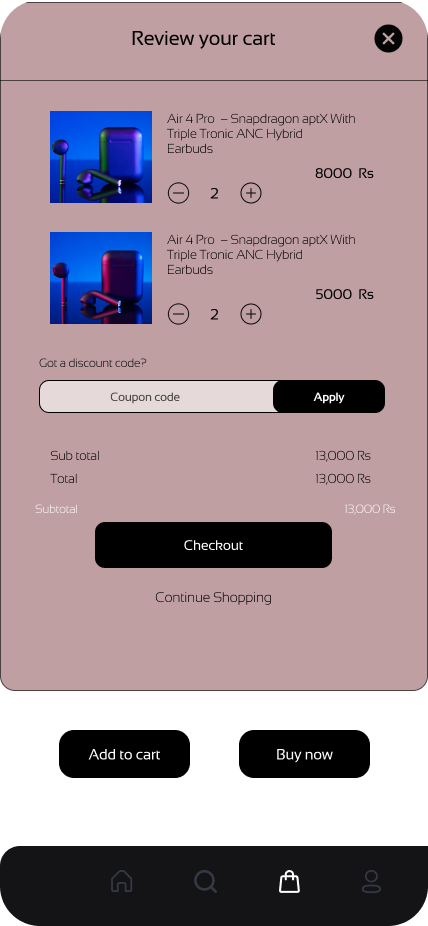 Review your cart
Air 4 Pro – Snapdragon aptX With
Triple Tronic ANC Hybrid
Earbuds
8000 Rs
2
Air 4 Pro – Snapdragon aptX With
Triple Tronic ANC Hybrid
Earbuds
5000 Rs
2
Got a discount code?
Coupon code
Apply
Sub total 13,000 Rs
Total 13,000 Rs
Subtotal 13,000 Rs
Checkout
Continue Shopping
Add to cart
Buy now